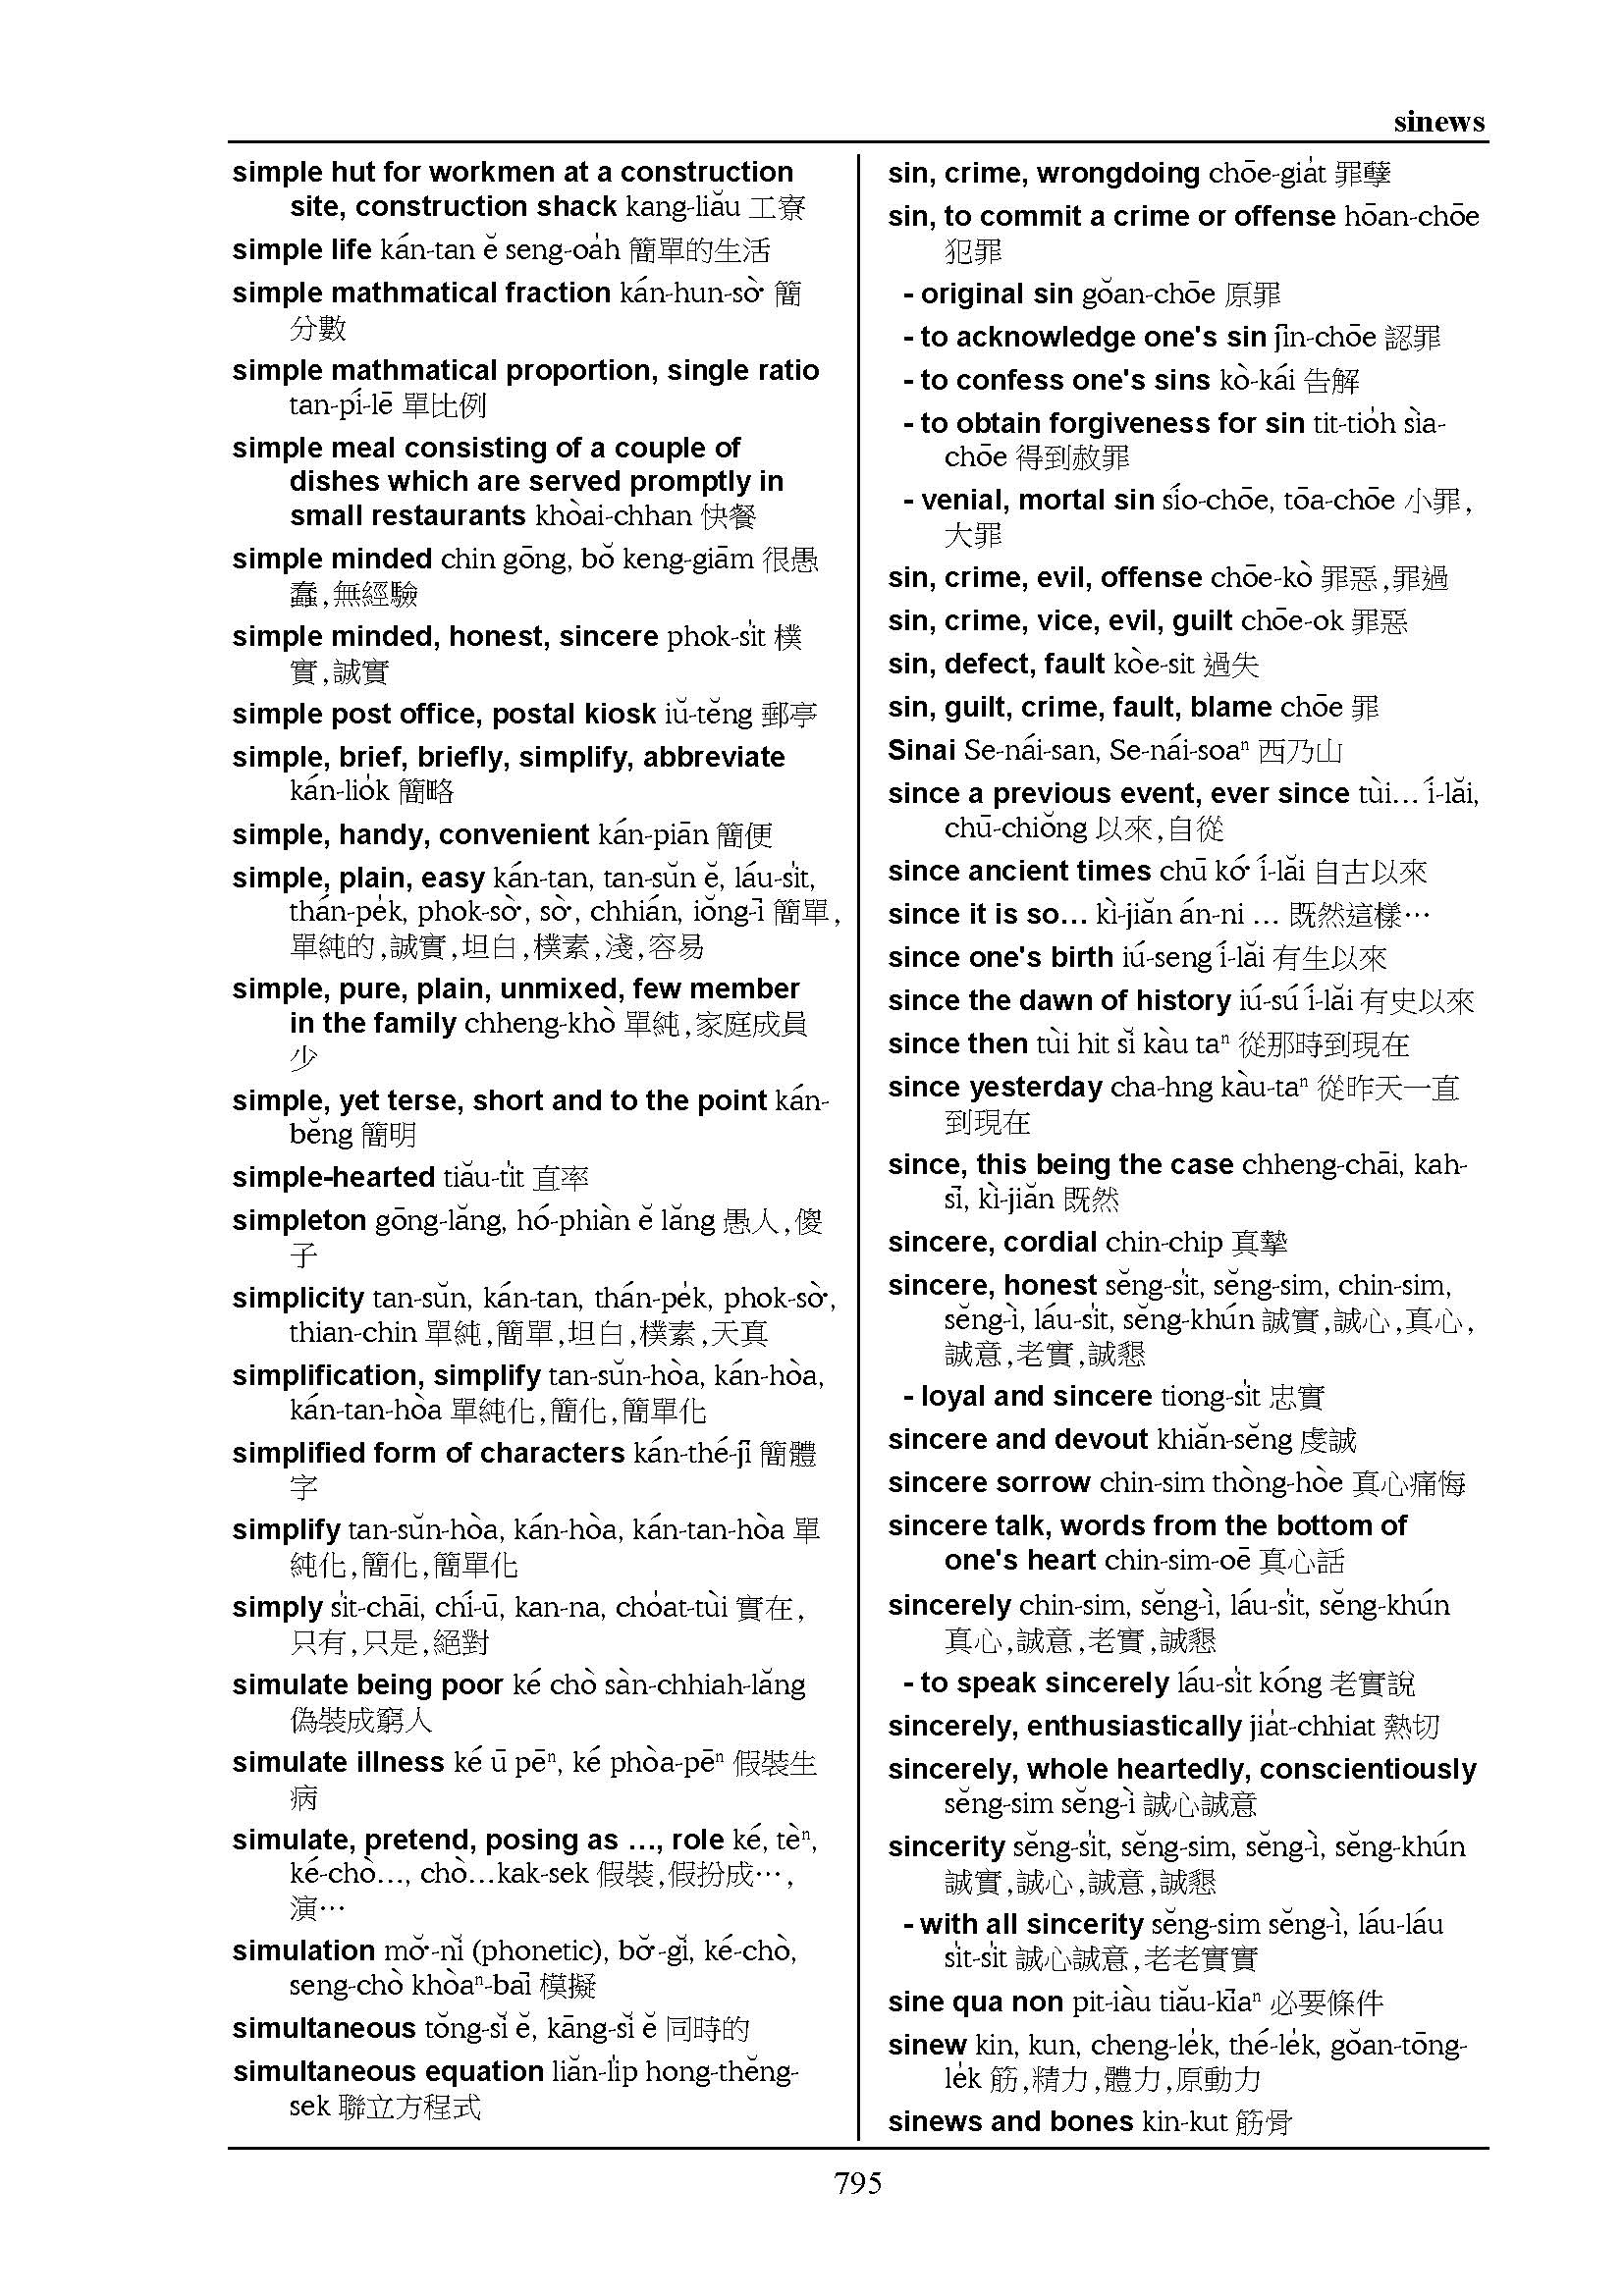 sinews
simple hut for workmen at a construction
site, construction shack kang-liău 工寮
simple life kán-tan ĕ seng-oa̍h 簡單的生活
simple mathmatical fraction kán-hun-sò͘ 簡
分數
simple mathmatical proportion, single ratio
tan-pí-lē 單比例
simple meal consisting of a couple of
dishes which are served promptly in
small restaurants khòai-chhan 快餐
simple minded chin gōng, bŏ keng-giām 很愚
蠢,無經驗
simple minded, honest, sincere phok-si̍t 樸
實,誠實
simple post office, postal kiosk iŭ-tĕng 郵亭
simple, brief, briefly, simplify, abbreviate
kán-lio̍k 簡略
simple, handy, convenient kán-piān 簡便
simple, plain, easy kán-tan, tan-sŭn ĕ, láu-si̍t,
thán-pe̍k, phok-sò͘, sò͘, chhián, iŏng-ī 簡單,
單純的,誠實,坦白,樸素,淺,容易
simple, pure, plain, unmixed, few member
in the family chheng-khò 單純,家庭成員
少
simple, yet terse, short and to the point kán-
bĕng 簡明
simple-hearted tiău-ti̍t 直率
simpleton gōng-lăng, hó-phiàn ĕ lăng 愚人,傻
子
simplicity tan-sŭn, kán-tan, thán-pe̍k, phok-sò͘,
thian-chin 單純,簡單,坦白,樸素,天真
simplification, simplify tan-sŭn-hòa, kán-hòa,
kán-tan-hòa 單純化,簡化,簡單化
simplified form of characters kán-thé-jī 簡體
字
simplify tan-sŭn-hòa, kán-hòa, kán-tan-hòa 單
純化,簡化,簡單化
simply si̍t-chāi, chí-ū, kan-na, cho̍at-tùi 實在,
只有,只是,絕對
simulate being poor ké chò sàn-chhiah-lăng
偽裝成窮人
simulate illness ké ū pēⁿ, ké phòa-pēⁿ 假裝生
病
simulate, pretend, posing as ..., role ké, tèⁿ,
ké-chò..., chò...kak-sek 假裝,假扮成…,
演…
simulation mŏ͘-nĭ (phonetic), bŏ͘-gĭ, ké-chò,
seng-chò khòaⁿ-baī 模擬
simultaneous tŏng-sĭ ĕ, kāng-sĭ ĕ 同時的
simultaneous equation liăn-li̍p hong-thĕng-
sek 聯立方程式
sin, crime, wrongdoing chōe-gia̍t 罪孽
sin, to commit a crime or offense hōan-chōe
犯罪
- original sin gŏan-chōe 原罪
- to acknowledge one's sin jīn-chōe 認罪
- to confess one's sins kò-kái 告解
- to obtain forgiveness for sin tit-tio̍h sìa-
chōe 得到赦罪
- venial, mortal sin sío-chōe, tōa-chōe 小罪,
大罪
sin, crime, evil, offense chōe-kò 罪惡,罪過
sin, crime, vice, evil, guilt chōe-ok 罪惡
sin, defect, fault kòe-sit 過失
sin, guilt, crime, fault, blame chōe 罪
Sinai Se-nái-san, Se-nái-soaⁿ 西乃山
since a previous event, ever since tùi... í-lăi,
chū-chiŏng 以來,自從
since ancient times chū kó͘ í-lăi 自古以來
since it is so... kì-jiăn án-ni ... 既然這樣…
since one's birth iú-seng í-lăi 有生以來
since the dawn of history iú-sú í-lăi 有史以來
since then tùi hit sĭ kàu taⁿ 從那時到現在
since yesterday cha-hng kàu-taⁿ 從昨天一直
到現在
since, this being the case chheng-chāi, kah-
sī, kì-jiăn 既然
sincere, cordial chin-chip 真摯
sincere, honest sĕng-si̍t, sĕng-sim, chin-sim,
sĕng-ì, láu-si̍t, sĕng-khún 誠實,誠心,真心,
誠意,老實,誠懇
- loyal and sincere tiong-si̍t 忠實
sincere and devout khiăn-sĕng 虔誠
sincere sorrow chin-sim thòng-hòe 真心痛悔
sincere talk, words from the bottom of
one's heart chin-sim-oē 真心話
sincerely chin-sim, sĕng-ì, láu-si̍t, sĕng-khún
真心,誠意,老實,誠懇
- to speak sincerely láu-si̍t kóng 老實說
sincerely, enthusiastically jia̍t-chhiat 熱切
sincerely, whole heartedly, conscientiously
sĕng-sim sĕng-ì 誠心誠意
sincerity sĕng-si̍t, sĕng-sim, sĕng-ì, sĕng-khún
誠實,誠心,誠意,誠懇
- with all sincerity sĕng-sim sĕng-ì, láu-láu
si̍t-si̍t 誠心誠意,老老實實
sine qua non pit-iàu tiău-kīaⁿ 必要條件
sinew kin, kun, cheng-le̍k, thé-le̍k, gŏan-tōng-
le̍k 筋,精力,體力,原動力
sinews and bones kin-kut 筋骨
795